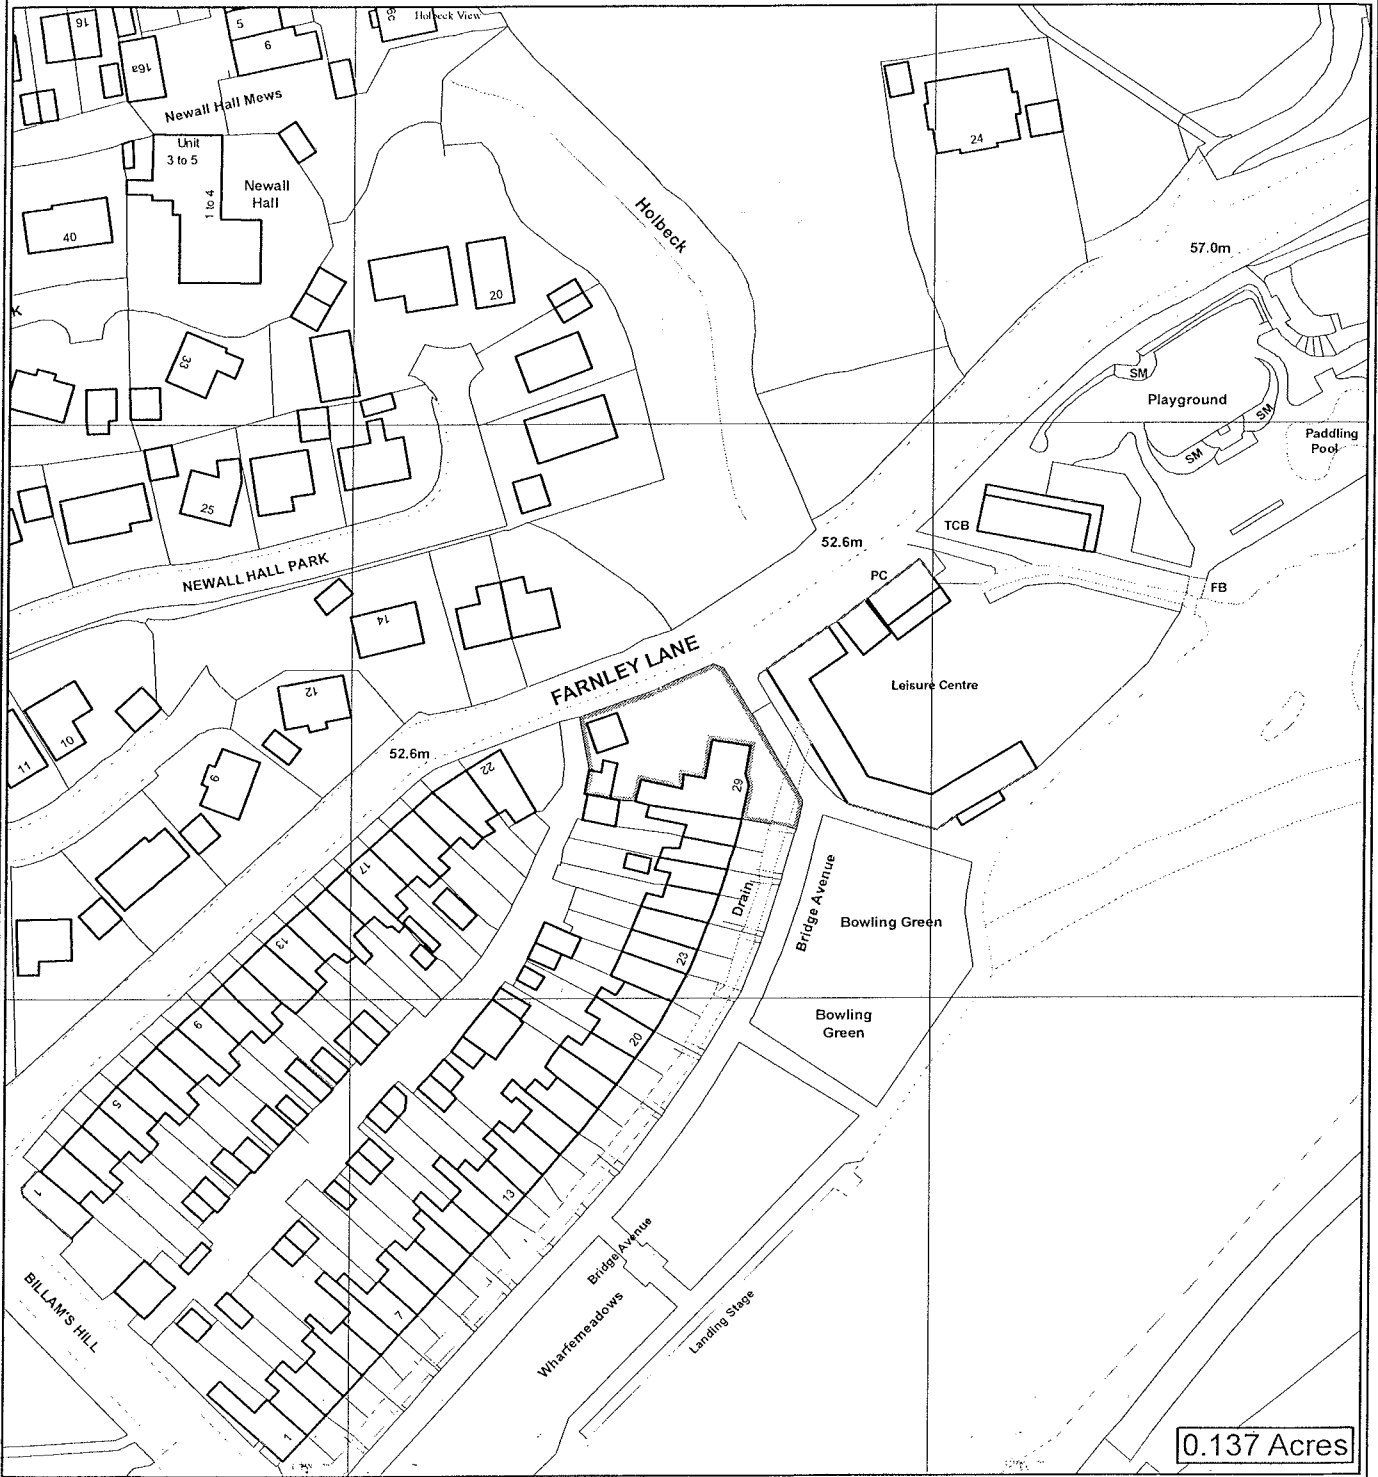 16
5
6
6c
Holbeck View
16a
Newall Hall Mews
24
Unit
3 to 5
1 to 4
Newall
Hall
40
Holbeck
57.0m
20
K
33
SM
Playground
SM
SM
Paddling
Pool
25
TCB
52.6m
NEWALL HALL PARK
PC
FB
14
FARNLEY LANE
Leisure Centre
12
10
11
9
52.6m
22
29
17
Drain
Bridge Avenue
Bowling Green
13
23
9
20
Bowling
Green
5
1
13
Bridge Avenue
BILLAM'S HILL
7
Wharfemeadows
Landing Stage
1
0.137 Acres